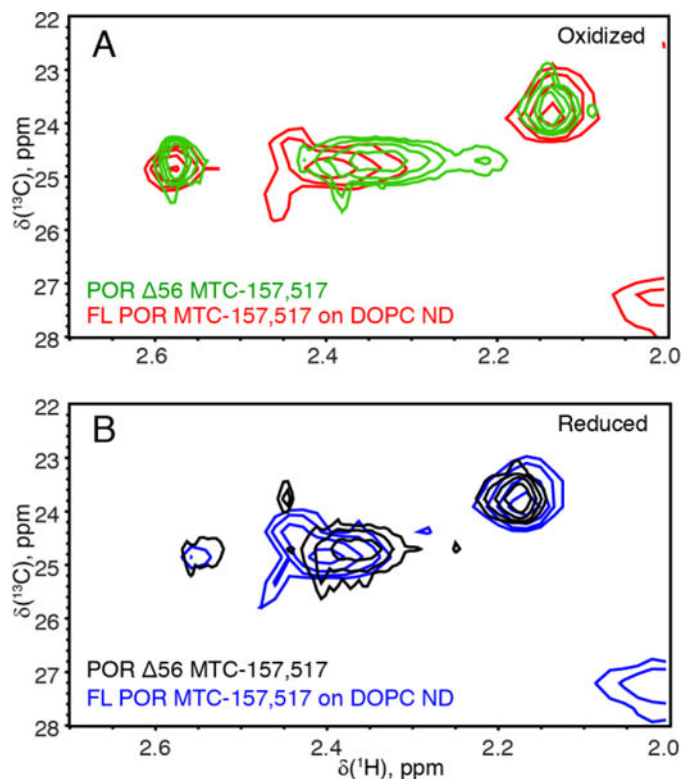 A
Oxidized
22
23
24
25
26
27
28
δ(¹³C), ppm
POR Δ56 MTC-157,517
FL POR MTC-157,517 on DOPC ND
2.6
2.4
2.2
2.0
B
Reduced
22
23
24
25
26
27
28
δ(¹³C), ppm
POR Δ56 MTC-157,517
FL POR MTC-157,517 on DOPC ND
2.6
2.4
2.2
2.0
δ(¹H), ppm